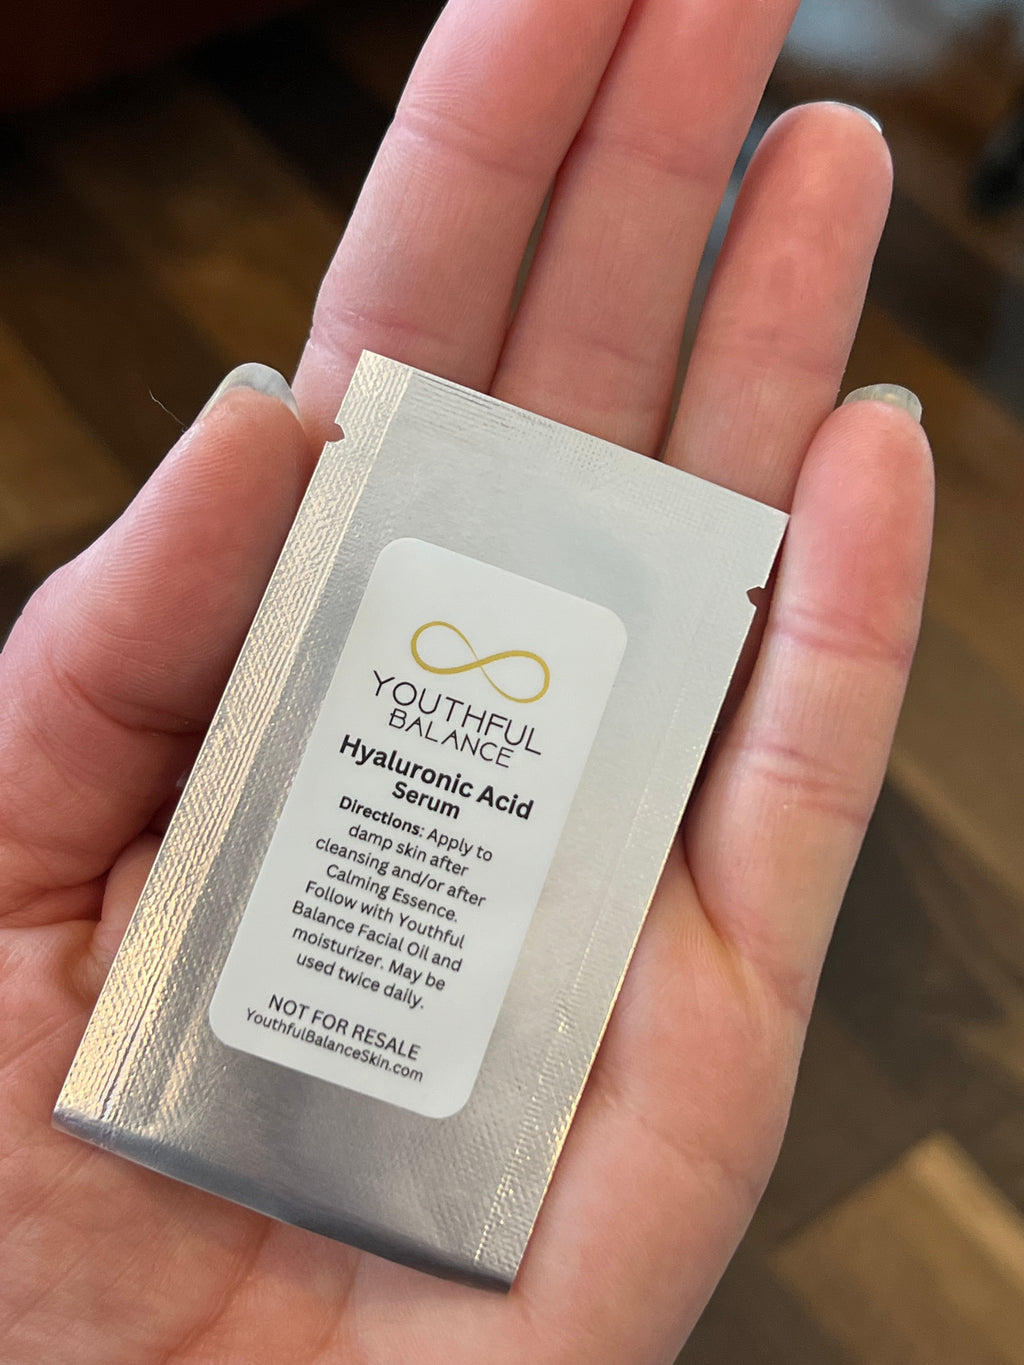 YOUTHFUL
BALANCE
Hyaluronic Acid
Serum
Directions: Apply to
damp skin after
cleansing and/or after
Calming Essence.
Follow with Youthful
Balance Facial Oil and
moisturizer. May be
used twice daily.
NOT FOR RESALE
YouthfulBalanceSkin.com